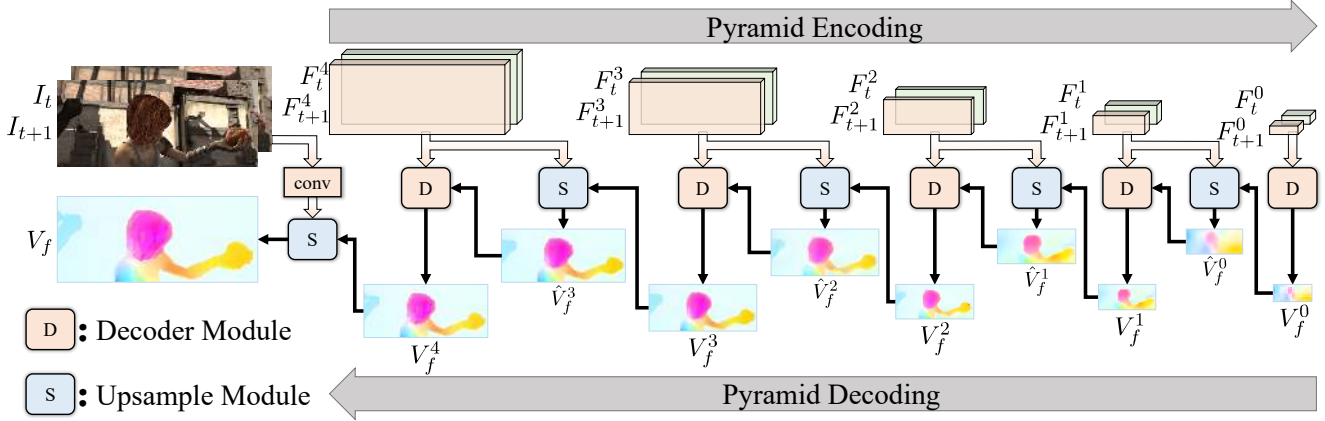 Pyramid Encoding
I_t
I_{t+1}
F_t^4
F_{t+1}^4
F_t^3
F_{t+1}^3
F_t^2
F_{t+1}^2
F_t^1
F_{t+1}^1
F_t^0
F_{t+1}^0
conv
D
S
D
S
D
S
D
S
D
V_f
S
\hat{V}_f^3
\hat{V}_f^2
\hat{V}_f^1
\hat{V}_f^0
V_f^4
V_f^3
V_f^2
V_f^1
V_f^0
D : Decoder Module
S : Upsample Module
Pyramid Decoding